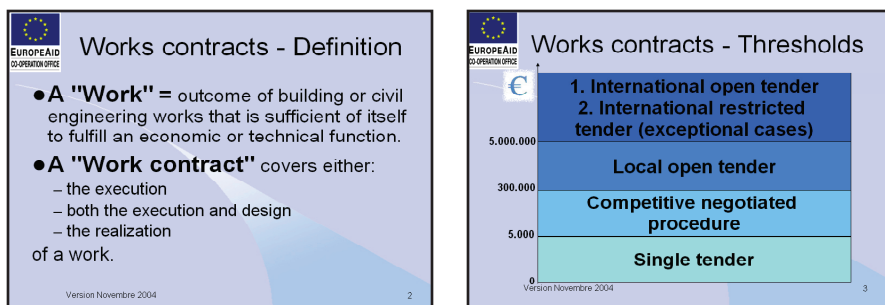 EUROPEAID
CO-OPERATION OFFICE
Works contracts - Definition
●A "Work" = outcome of building or civil
engineering works that is sufficient of itself
to fulfill an economic or technical function.
●A "Work contract" covers either:
– the execution
– both the execution and design
– the realization
of a work.
Version Novembre 2004
2
EUROPEAID
CO-OPERATION OFFICE
Works contracts - Thresholds
€
1. International open tender
2. International restricted
tender (exceptional cases)
5.000.000
Local open tender
300.000
Competitive negotiated
procedure
5.000
Single tender
0
Version Novembre 2004
3